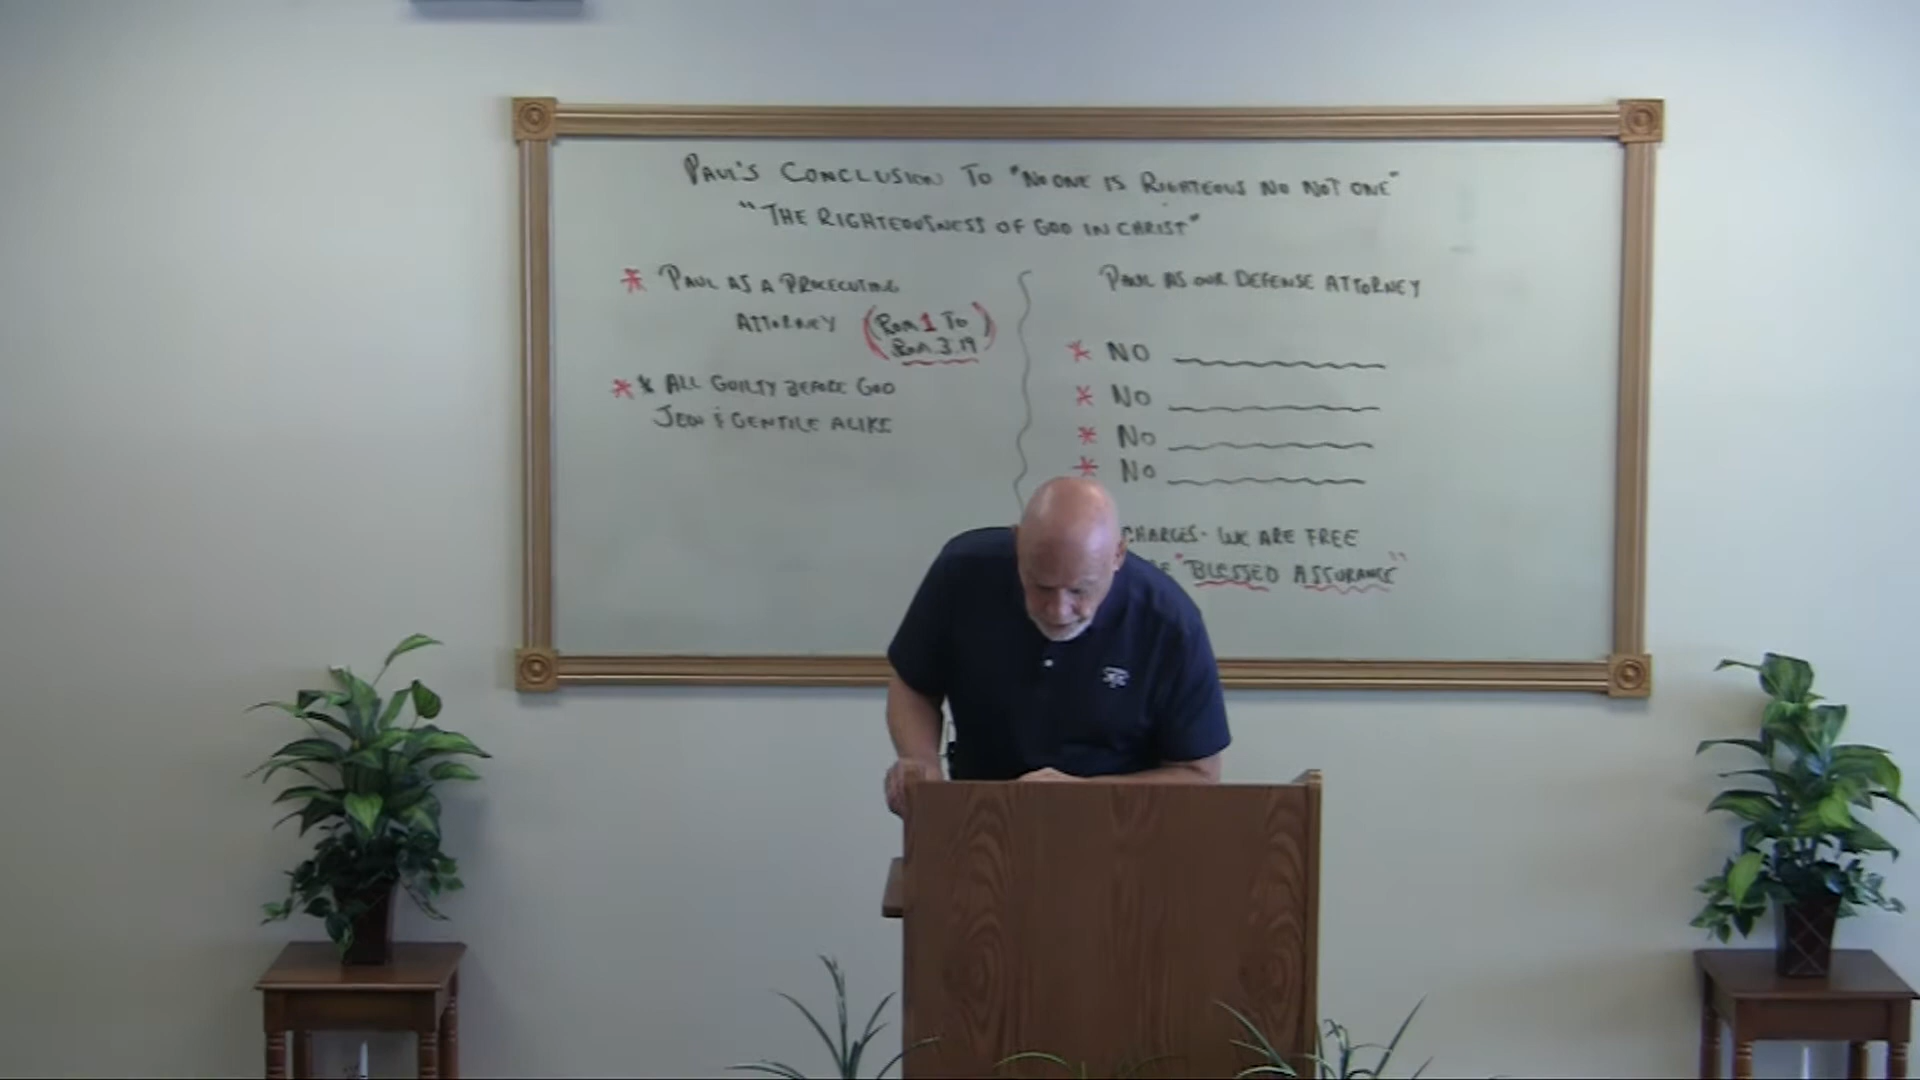 PAUL'S CONCLUSION TO "NO ONE IS RIGHTEOUS NO NOT ONE"
"THE RIGHTEOUSNESS OF GOD IN CHRIST"
* PAUL AS A PROCECUTING
ATTORNEY (ROM. 1 TO
ROM. 3.19)
* * ALL GUILTY BEFORE GOD
JEW & GENTILE ALIKE
PAUL AS OUR DEFENSE ATTORNEY
* NO
* NO
* NO
* NO
CHARGES - WE ARE FREE
"BLESSED ASSURANCE"